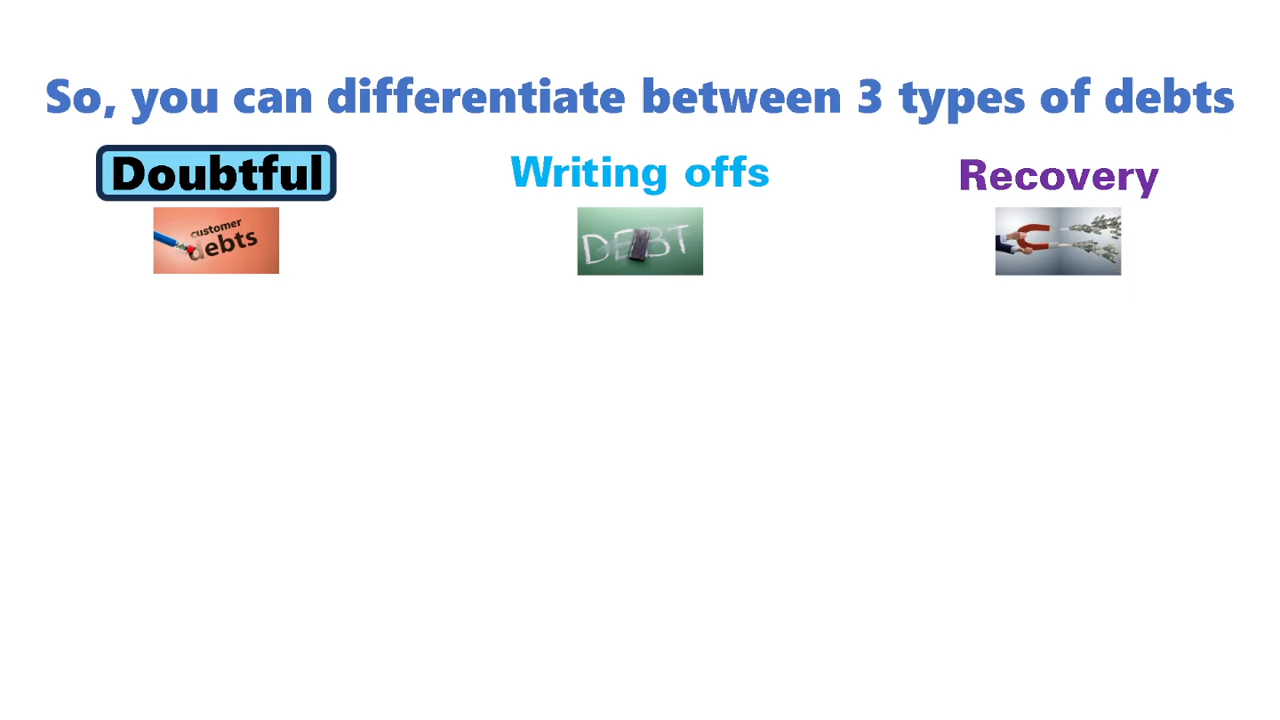 So, you can differentiate between 3 types of debts
Doubtful
Writing offs
Recovery
customer
debts
DEBT